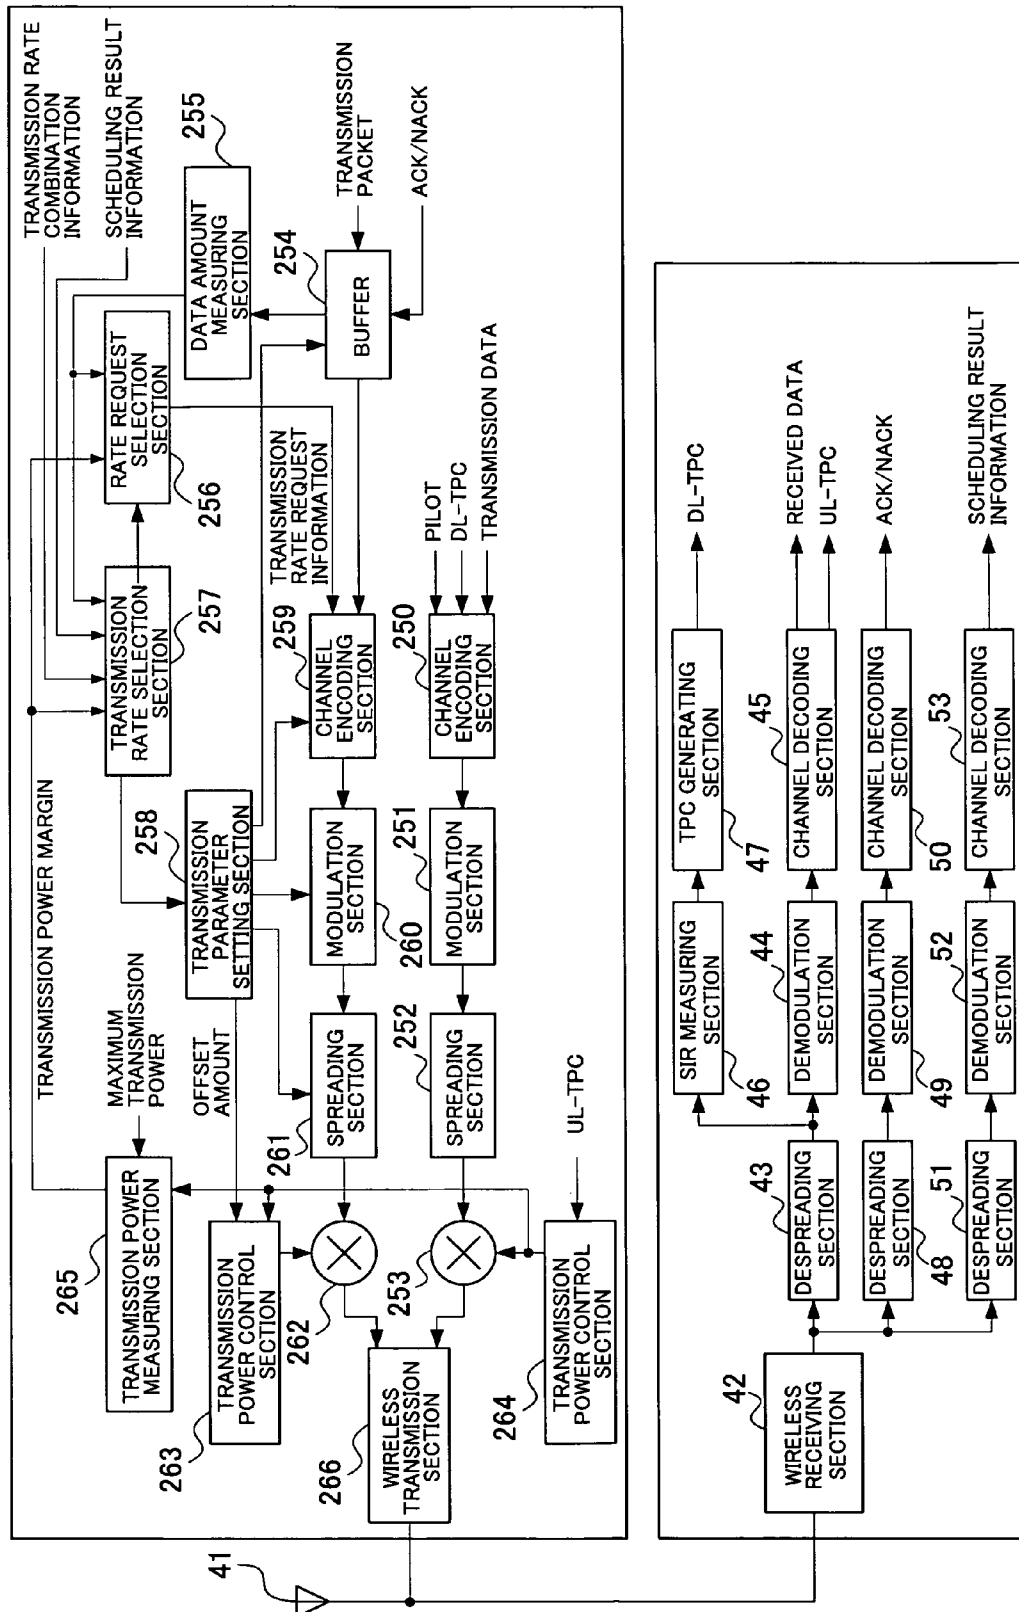 41
TRANSMISSION POWER MARGIN
TRANSMISSION RATE
COMBINATION
INFORMATION
SCHEDULING RESULT
INFORMATION
265
TRANSMISSION POWER
MEASURING SECTION
MAXIMUM
TRANSMISSION
POWER
258
TRANSMISSION
PARAMETER
SETTING SECTION
TRANSMISSION
RATE SELECTION
SECTION
257
RATE REQUEST
SELECTION
SECTION
256
DATA AMOUNT
MEASURING
SECTION
255
263
TRANSMISSION
POWER CONTROL
SECTION
OFFSET
AMOUNT
TRANSMISSION
RATE REQUEST
INFORMATION
254
BUFFER
TRANSMISSION
PACKET
ACK/NACK
262
261
SPREADING
SECTION
MODULATION
SECTION
260
259
CHANNEL
ENCODING
SECTION
266
WIRELESS
TRANSMISSION
SECTION
253
252
SPREADING
SECTION
251
MODULATION
SECTION
250
CHANNEL
ENCODING
SECTION
PILOT
DL-TPC
TRANSMISSION DATA
264
TRANSMISSION
POWER CONTROL
SECTION
UL-TPC
42
WIRELESS
RECEIVING
SECTION
46
SIR MEASURING
SECTION
47
TPC GENERATING
SECTION
DL-TPC
43
DESPREADING
SECTION
44
DEMODULATION
SECTION
45
CHANNEL DECODING
SECTION
RECEIVED DATA
UL-TPC
48
DESPREADING
SECTION
49
DEMODULATION
SECTION
50
CHANNEL DECODING
SECTION
ACK/NACK
51
DESPREADING
SECTION
52
DEMODULATION
SECTION
53
CHANNEL DECODING
SECTION
SCHEDULING RESULT
INFORMATION